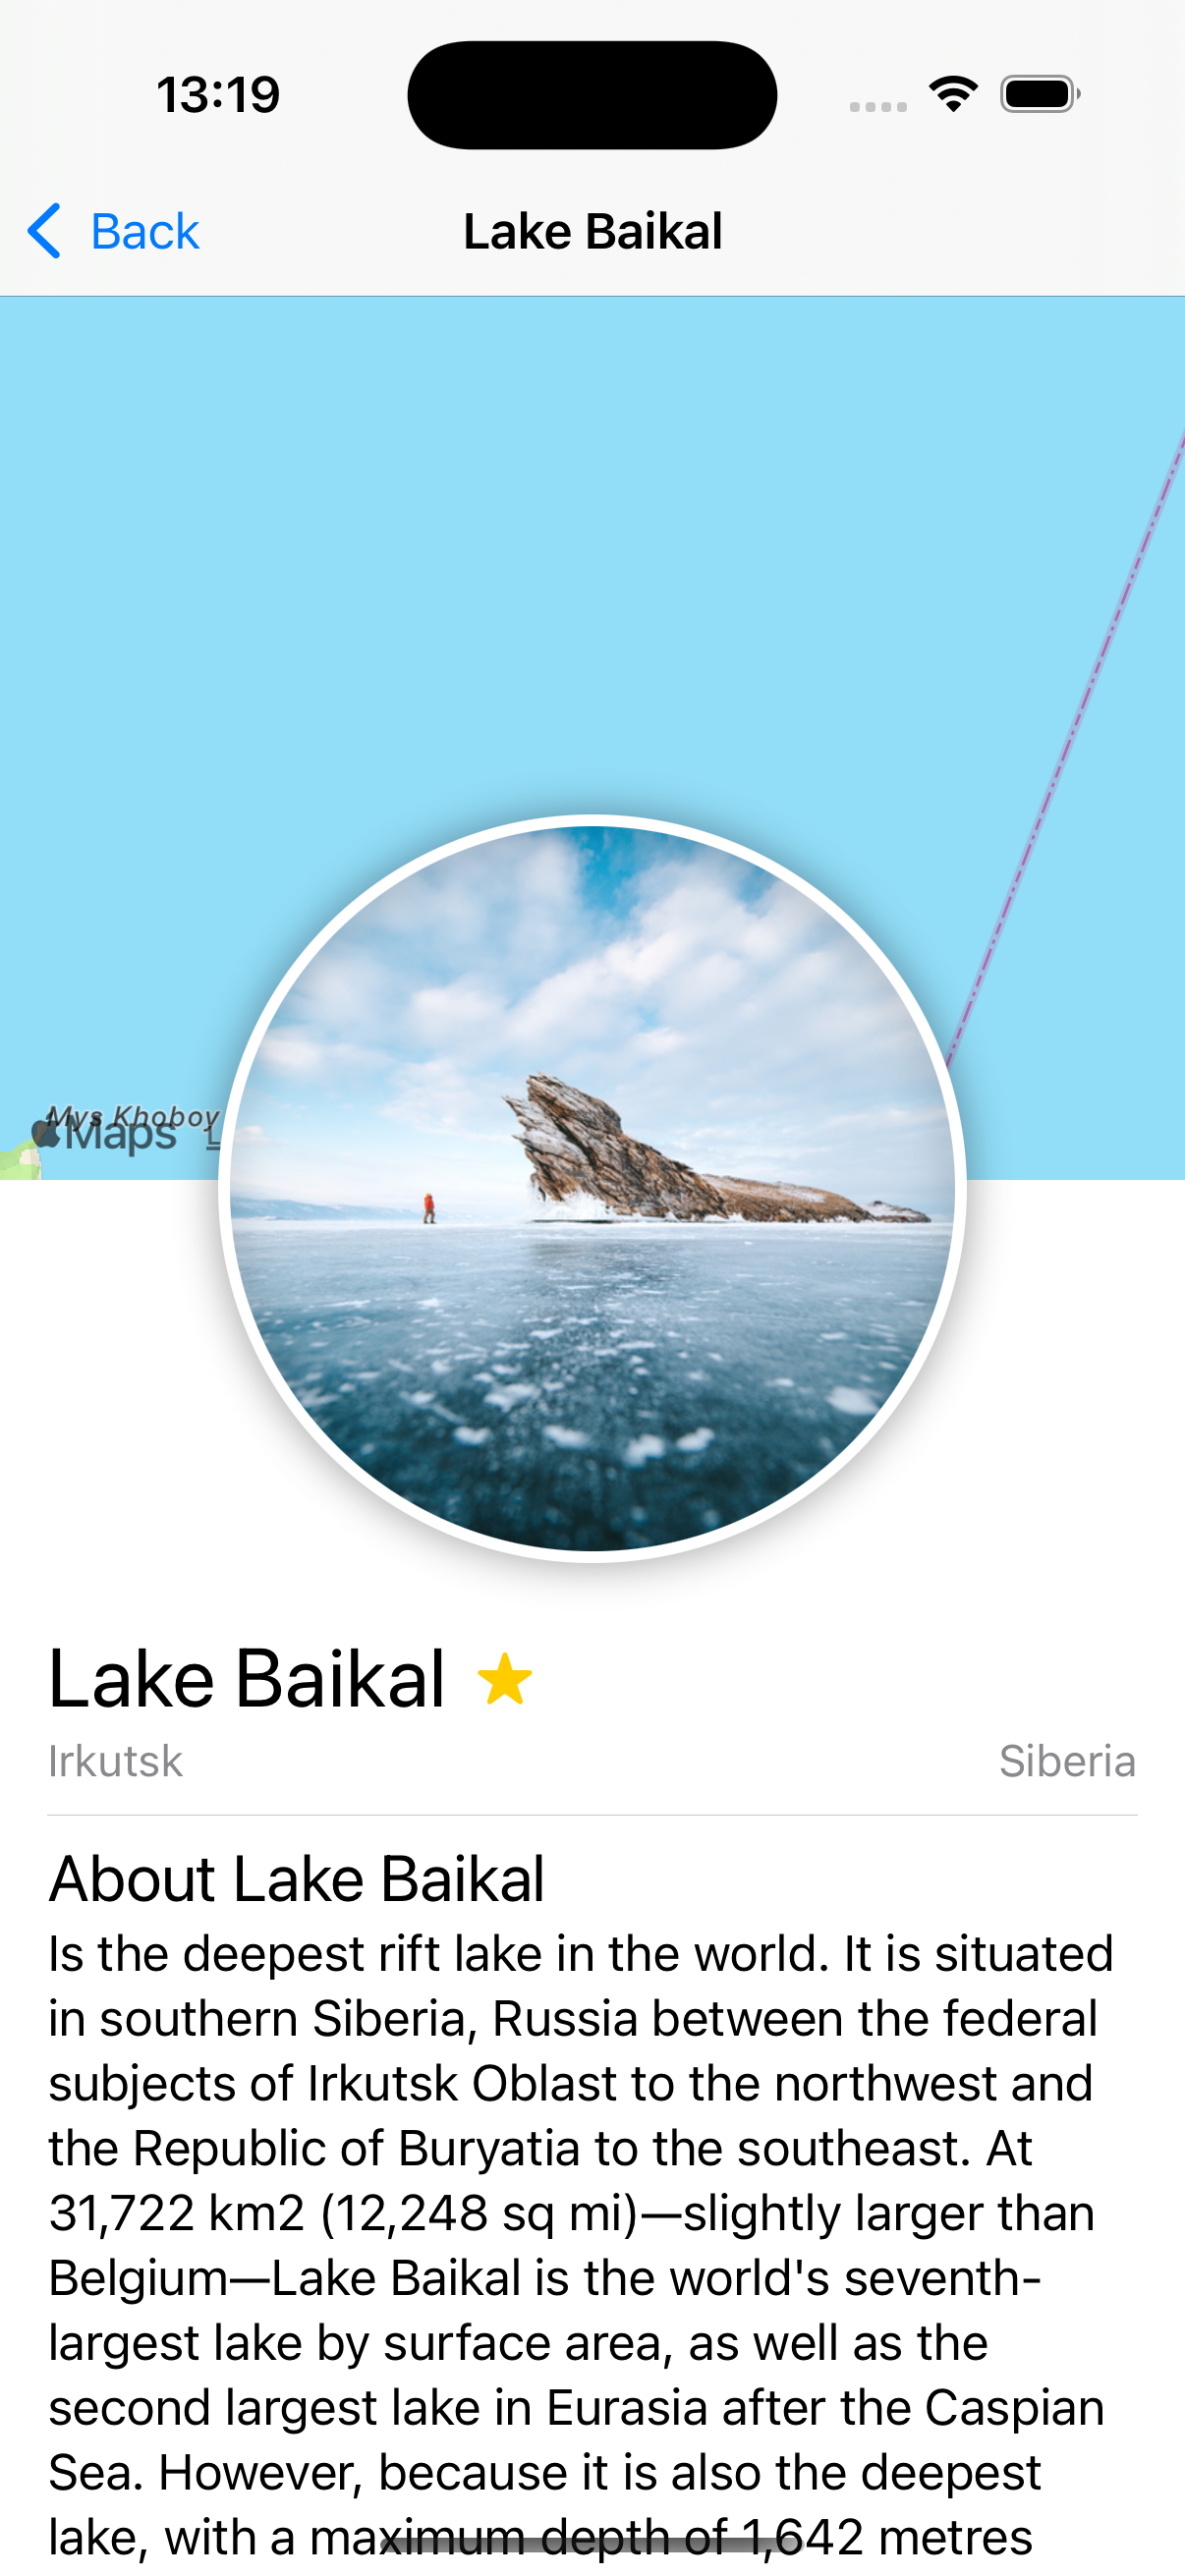 13:19
Back
Lake Baikal
Mys Khoboy
Maps
Lake Baikal
Irkutsk
Siberia
About Lake Baikal
Is the deepest rift lake in the world. It is situated
in southern Siberia, Russia between the federal
subjects of Irkutsk Oblast to the northwest and
the Republic of Buryatia to the southeast. At
31,722 km2 (12,248 sq mi)—slightly larger than
Belgium—Lake Baikal is the world's seventh-
largest lake by surface area, as well as the
second largest lake in Eurasia after the Caspian
Sea. However, because it is also the deepest
lake, with a maximum depth of 1,642 metres